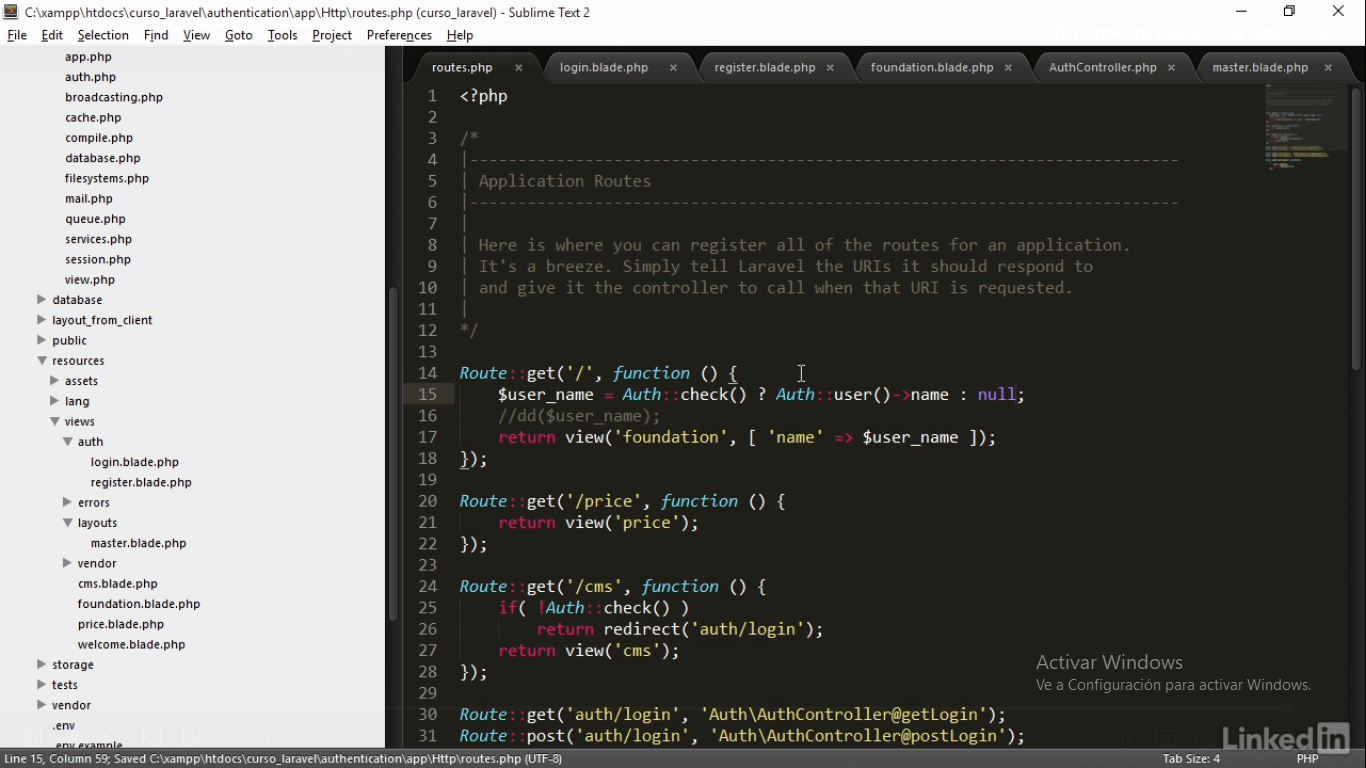 C:\xampp\htdocs\curso_laravel\authentication\app\Http\routes.php (curso_laravel) - Sublime Text 2
File Edit Selection Find View Goto Tools Project Preferences Help
app.php
auth.php
broadcasting.php
cache.php
compile.php
database.php
filesystems.php
mail.php
queue.php
services.php
session.php
view.php
database
layout_from_client
public
resources
assets
lang
views
auth
login.blade.php
register.blade.php
errors
layouts
master.blade.php
vendor
cms.blade.php
foundation.blade.php
price.blade.php
welcome.blade.php
storage
tests
vendor
.env
.env.example
routes.php × login.blade.php × register.blade.php × foundation.blade.php × AuthController.php × master.blade.php ×
1 <?php
2
3 /*
4 |--------------------------------------------------------------------------
5 | Application Routes
6 |--------------------------------------------------------------------------
7 |
8 | Here is where you can register all of the routes for an application.
9 | It's a breeze. Simply tell Laravel the URIs it should respond to
10 | and give it the controller to call when that URI is requested.
11 |
12 */
13
14 Route::get('/', function () {
15 $user_name = Auth::check() ? Auth::user()->name : null;
16 //dd($user_name);
17 return view('foundation', [ 'name' => $user_name ]);
18 });
19
20 Route::get('/price', function () {
21 return view('price');
22 });
23
24 Route::get('/cms', function () {
25 if( !Auth::check() )
26 return redirect('auth/login');
27 return view('cms');
28 });
29
30 Route::get('auth/login', 'Auth\AuthController@getLogin');
31 Route::post('auth/login', 'Auth\AuthController@postLogin');
Activar Windows
Ve a Configuración para activar Windows.
LinkedIn
Line 15, Column 59; Saved C:\xampp\htdocs\curso_laravel\authentication\app\Http\routes.php (UTF-8) Tab Size: 4 PHP